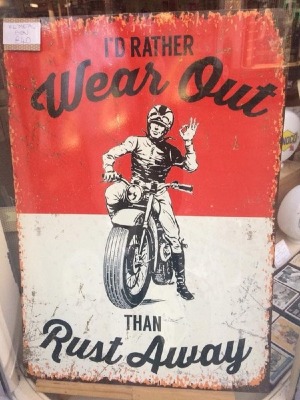 I'D RATHER
Wear Out
THAN
Rust Away